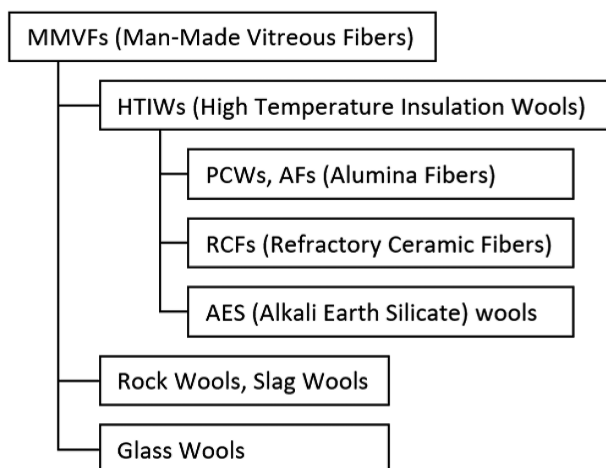 MMVFs (Man-Made Vitreous Fibers)
HTIWs (High Temperature Insulation Wools)
PCWs, AFs (Alumina Fibers)
RCFs (Refractory Ceramic Fibers)
AES (Alkali Earth Silicate) wools
Rock Wools, Slag Wools
Glass Wools